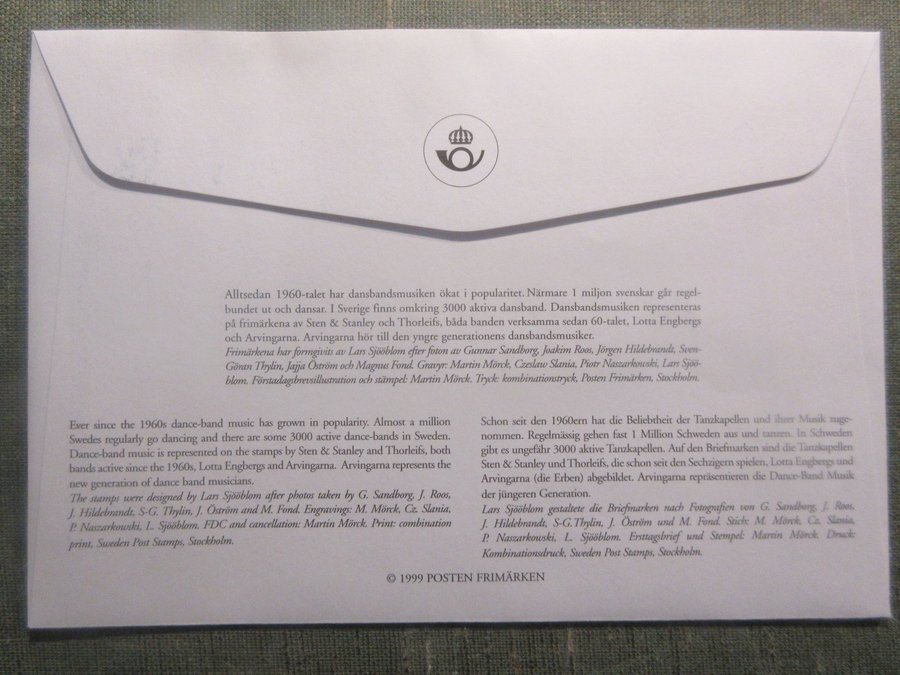 Alltsedan 1960-talet har dansbandsmusiken ökat i popularitet. Närmare 1 miljon svenskar går regel-
bundet ut och dansar. I Sverige finns omkring 3000 aktiva dansband. Dansbandsmusiken representeras
på frimärkena av Sten & Stanley och Thorleifs, båda banden verksamma sedan 60-talet, Lotta Engbergs
och Arvingarna. Arvingarna hör till den yngre generationens dansbandsmusiker.
Frimärkena har formgivits av Lars Sjööblom efter foton av Gunnar Sandborg, Joakim Roos, Jörgen Hildebrandt, Sven-
Göran Thylin, Jajja Öström och Magnus Fond. Gravyr: Martin Mörck, Czeslaw Slania, Piotr Naszarkowski, Lars Sjöö-
blom. Förstadagsbrevsillustration och stämpel: Martin Mörck. Tryck: kombinationstryck, Posten Frimärken, Stockholm.
Ever since the 1960s dance-band music has grown in popularity. Almost a million
Swedes regularly go dancing and there are some 3000 active dance-bands in Sweden.
Dance-band music is represented on the stamps by Sten & Stanley and Thorleifs, both
bands active since the 1960s, Lotta Engbergs and Arvingarna. Arvingarna represents the
new generation of dance band musicians.
The stamps were designed by Lars Sjööblom after photos taken by G. Sandborg, J. Roos,
J. Hildebrandt, S-G. Thylin, J. Öström and M. Fond. Engravings: M. Mörck, Cz. Slania,
P. Naszarkowski, L. Sjööblom. FDC and cancellation: Martin Mörck. Print: combination
print, Sweden Post Stamps, Stockholm.
Schon seit den 1960ern hat die Beliebtheit der Tanzkapellen und ihrer Musik zuge-
nommen. Regelmässig gehen fast 1 Million Schweden aus und tanzen. In Schweden
gibt es ungefähr 3000 aktive Tanzkapellen. Auf den Briefmarken sind die Tanzkapellen
Sten & Stanley und Thorleifs, die schon seit den Sechzigern spielen, Lotta Engbergs und
Arvingarna (die Erben) abgebildet. Arvingarna repräsentieren die Dance-Band Musik
der jüngeren Generation.
Lars Sjööblom gestaltete die Briefmarken nach Fotografien von G. Sandborg, J. Roos,
J. Hildebrandt, S-G. Thylin, J. Öström und M. Fond. Stich: M. Mörck, Cz. Slania,
P. Naszarkowski, L. Sjööblom. Ersttagsbrief und Stempel: Martin Mörck. Druck:
Kombinationsdruck, Sweden Post Stamps, Stockholm.
© 1999 POSTEN FRIMÄRKEN